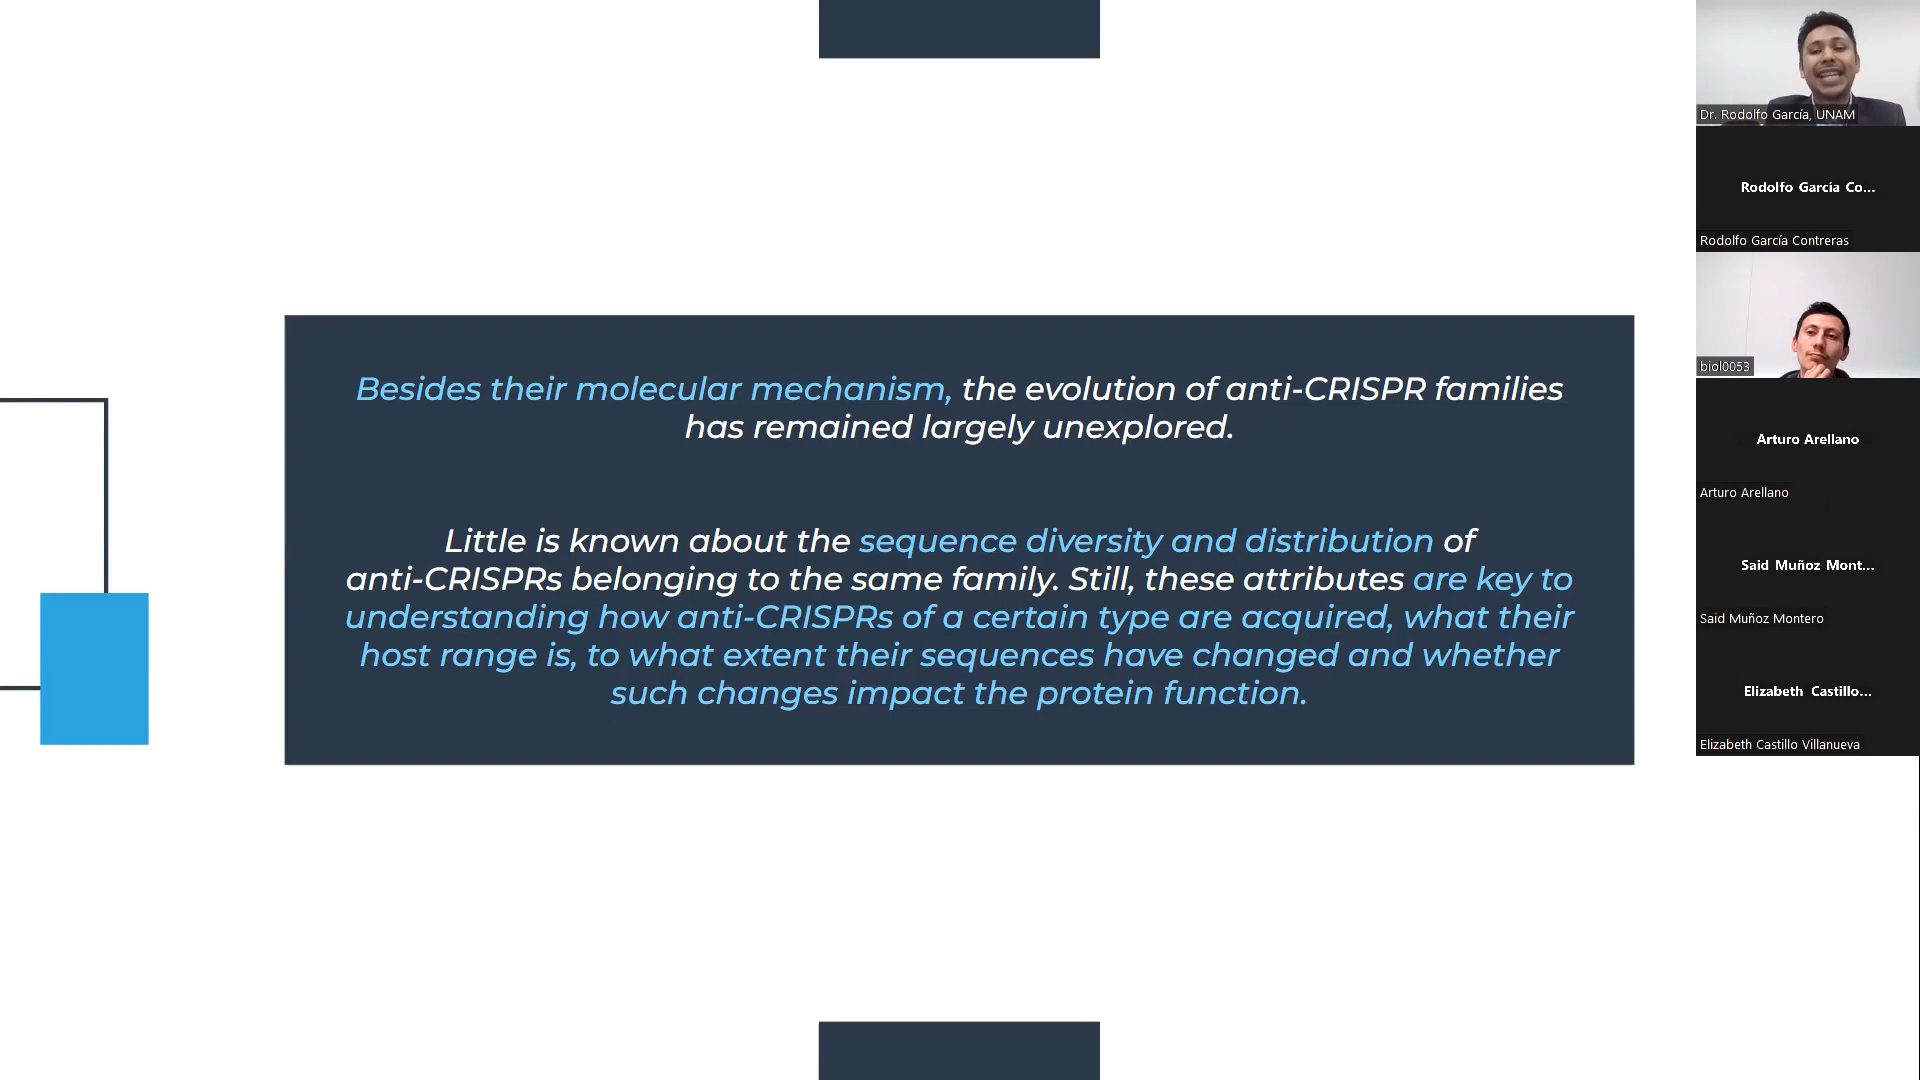 Besides their molecular mechanism, the evolution of anti-CRISPR families
has remained largely unexplored.
Little is known about the sequence diversity and distribution of
anti-CRISPRs belonging to the same family. Still, these attributes are key to
understanding how anti-CRISPRs of a certain type are acquired, what their
host range is, to what extent their sequences have changed and whether
such changes impact the protein function.
Dr. Rodolfo García, UNAM
Rodolfo García Co...
Rodolfo García Contreras
biol0053
Arturo Arellano
Arturo Arellano
Said Muñoz Mont...
Said Muñoz Montero
Elizabeth Castillo...
Elizabeth Castillo Villanueva